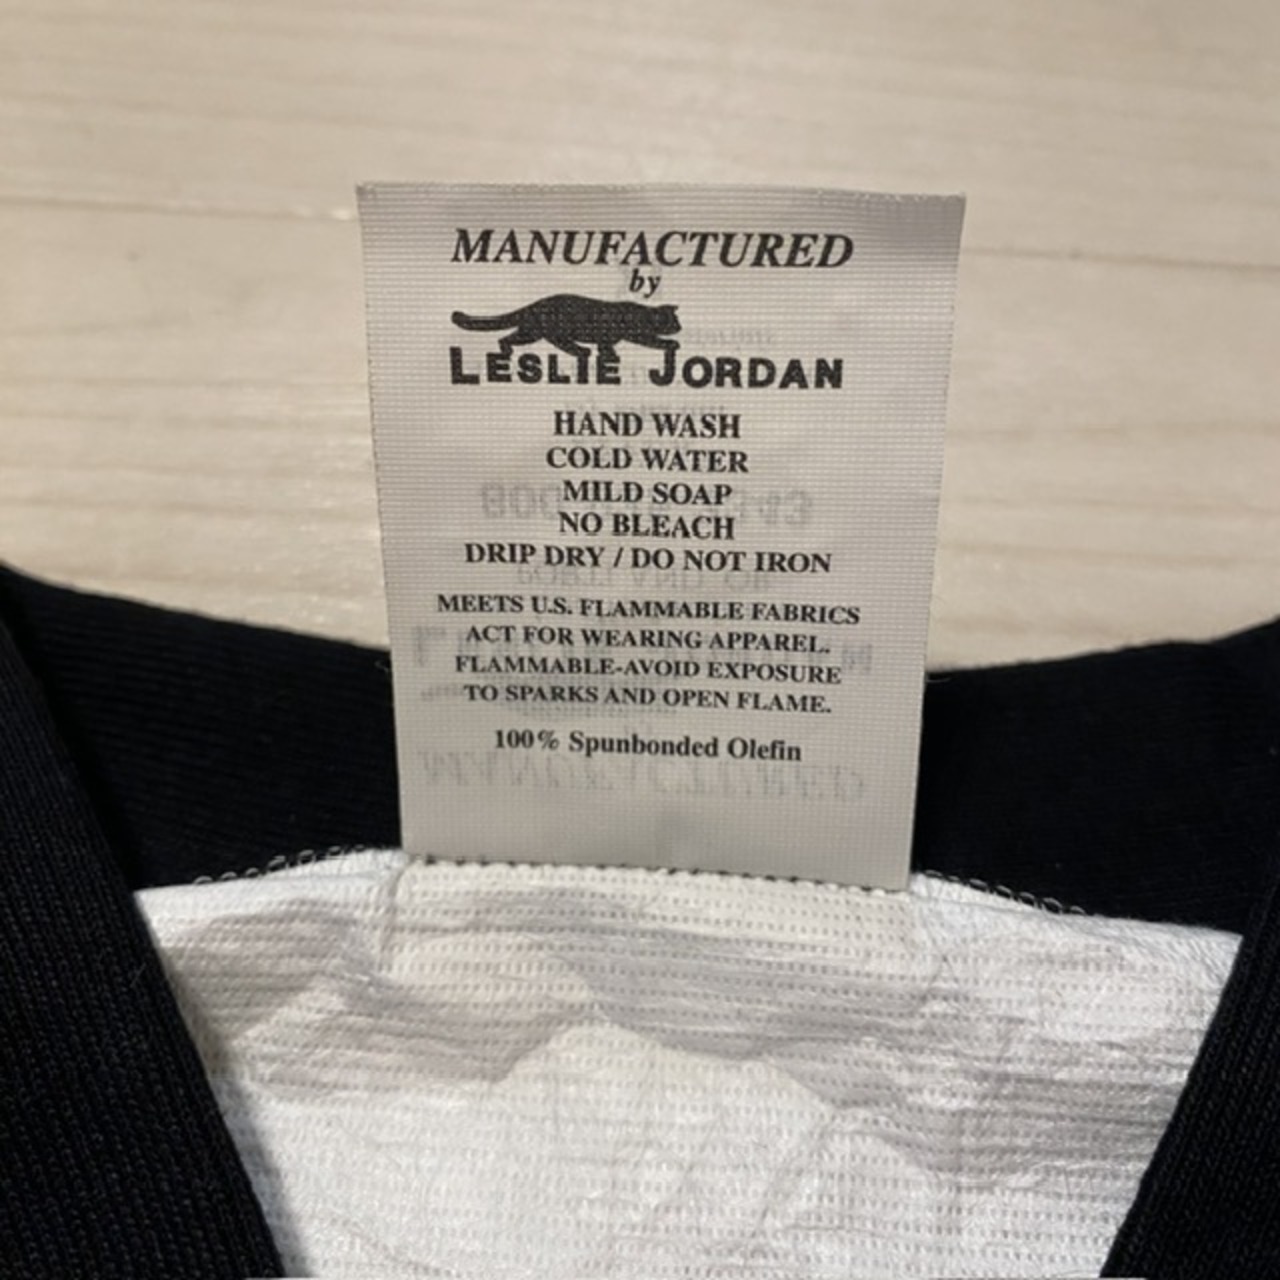 MANUFACTURED
by
LESLIE JORDAN
HAND WASH
COLD WATER
MILD SOAP
NO BLEACH
DRIP DRY / DO NOT IRON
MEETS U.S. FLAMMABLE FABRICS
ACT FOR WEARING APPAREL.
FLAMMABLE-AVOID EXPOSURE
TO SPARKS AND OPEN FLAME.
100% Spunbonded Olefin